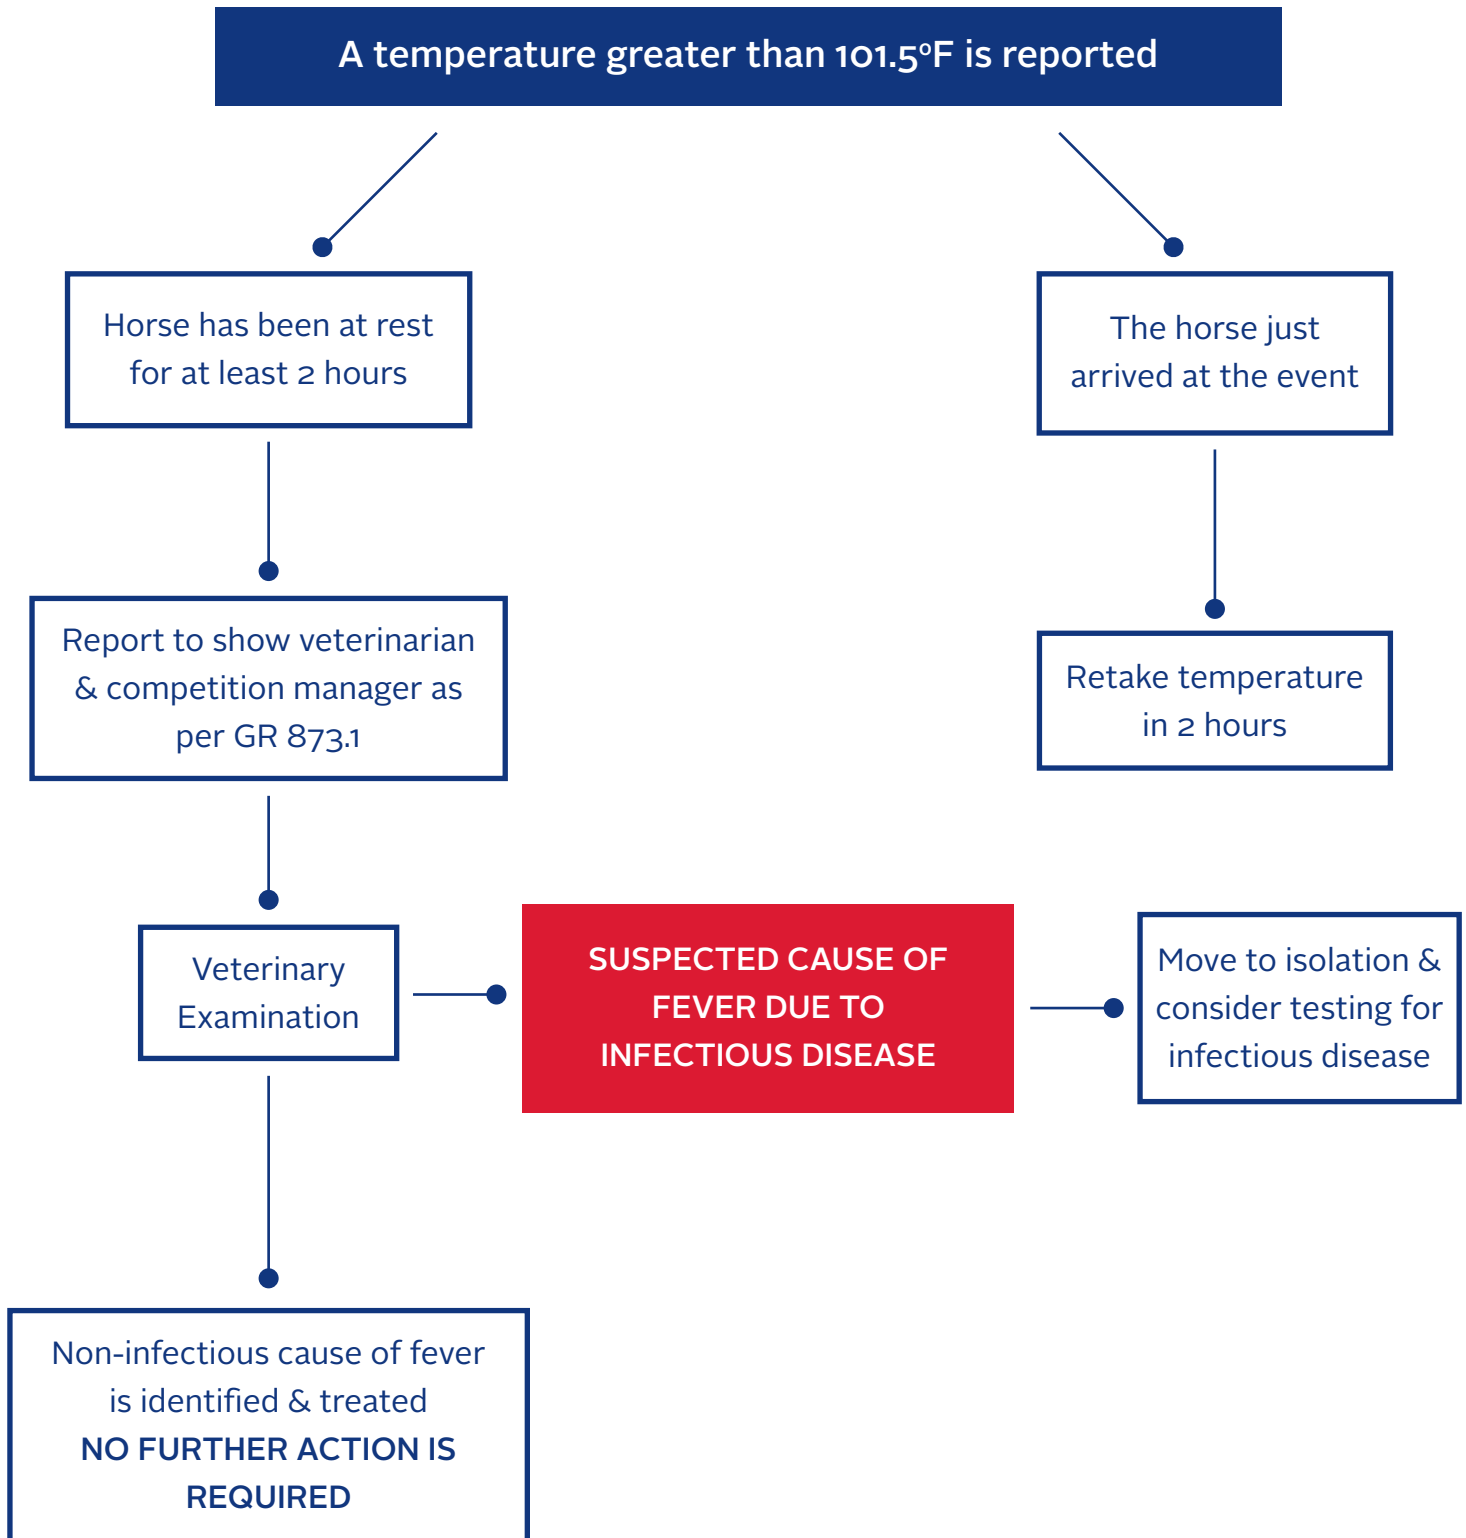 A temperature greater than 101.5ºF is reported
Horse has been at rest
for at least 2 hours
The horse just
arrived at the event
Report to show veterinarian
& competition manager as
per GR 873.1
Retake temperature
in 2 hours
Veterinary
Examination
SUSPECTED CAUSE OF
FEVER DUE TO
INFECTIOUS DISEASE
Move to isolation &
consider testing for
infectious disease
Non-infectious cause of fever
is identified & treated
NO FURTHER ACTION IS
REQUIRED